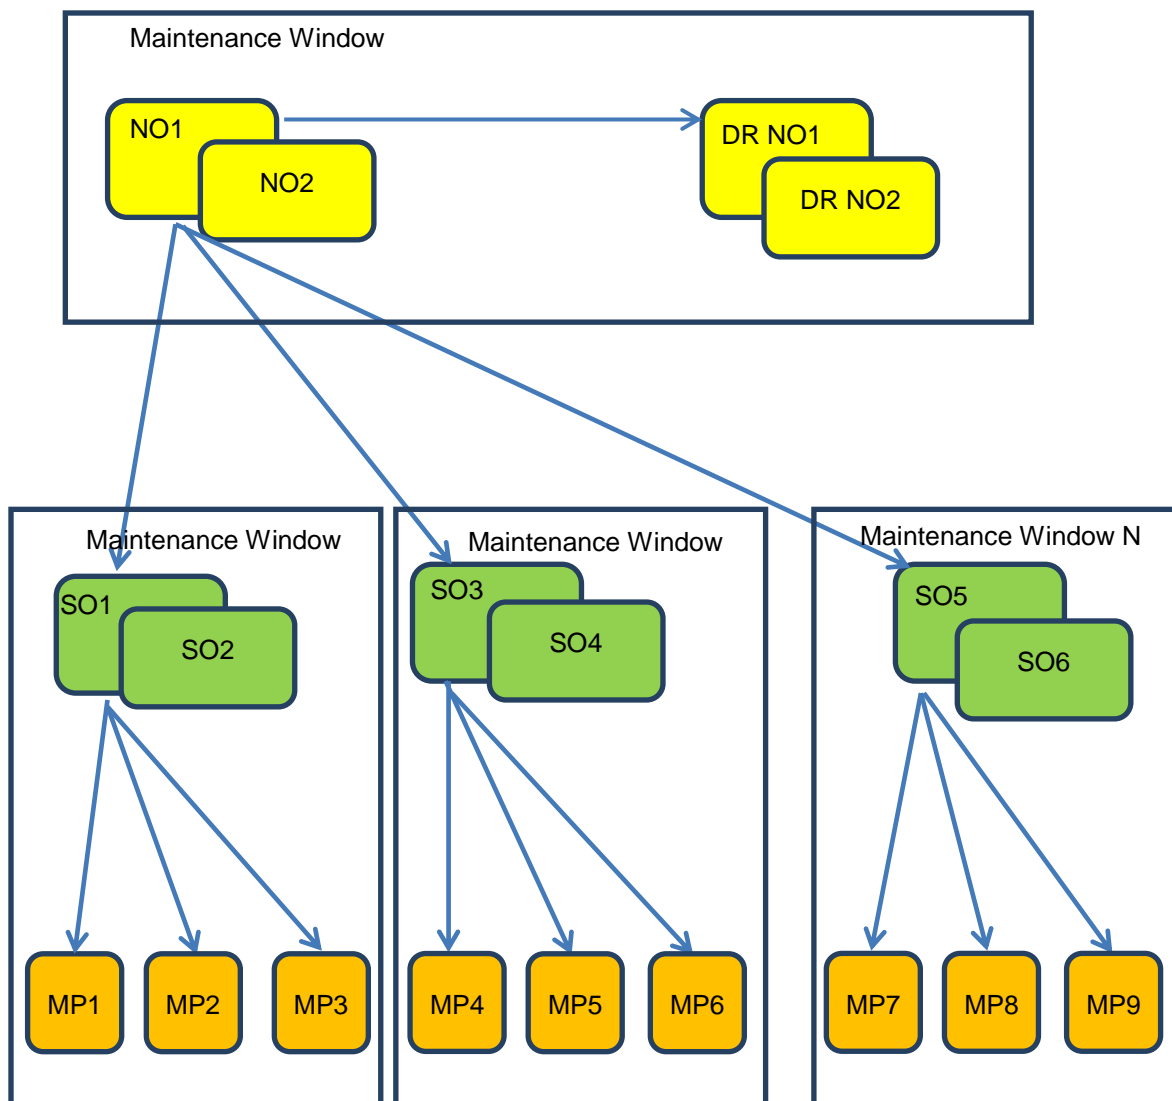 Maintenance Window
NO1
NO2
DR NO1
DR NO2
Maintenance Window
Maintenance Window
Maintenance Window N
SO1
SO2
SO3
SO4
SO5
SO6
MP1
MP2
MP3
MP4
MP5
MP6
MP7
MP8
MP9